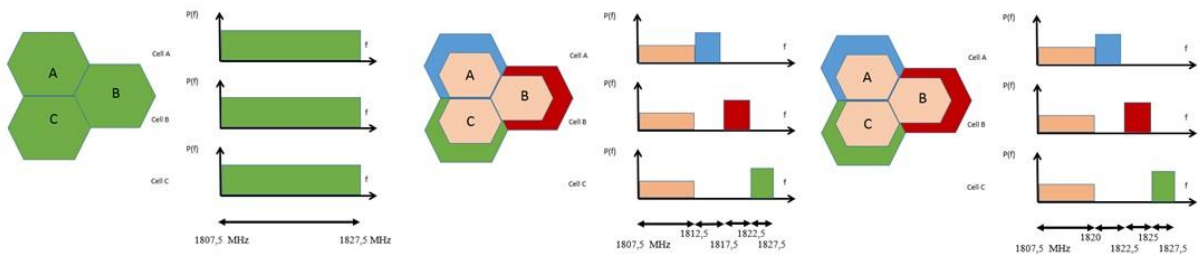 A
B
C
Cell A
Cell B
Cell C
P(f)
f
P(f)
f
P(f)
f
1807,5 MHz
1827,5 MHz
A
B
C
Cell A
Cell B
Cell C
P(f)
f
P(f)
f
P(f)
f
1812,5
1822,5
1807,5 MHz
1817,5
1827,5
A
B
C
Cell A
Cell B
Cell C
P(f)
f
P(f)
f
P(f)
f
1820
1825
1807,5 MHz
1822,5
1827,5